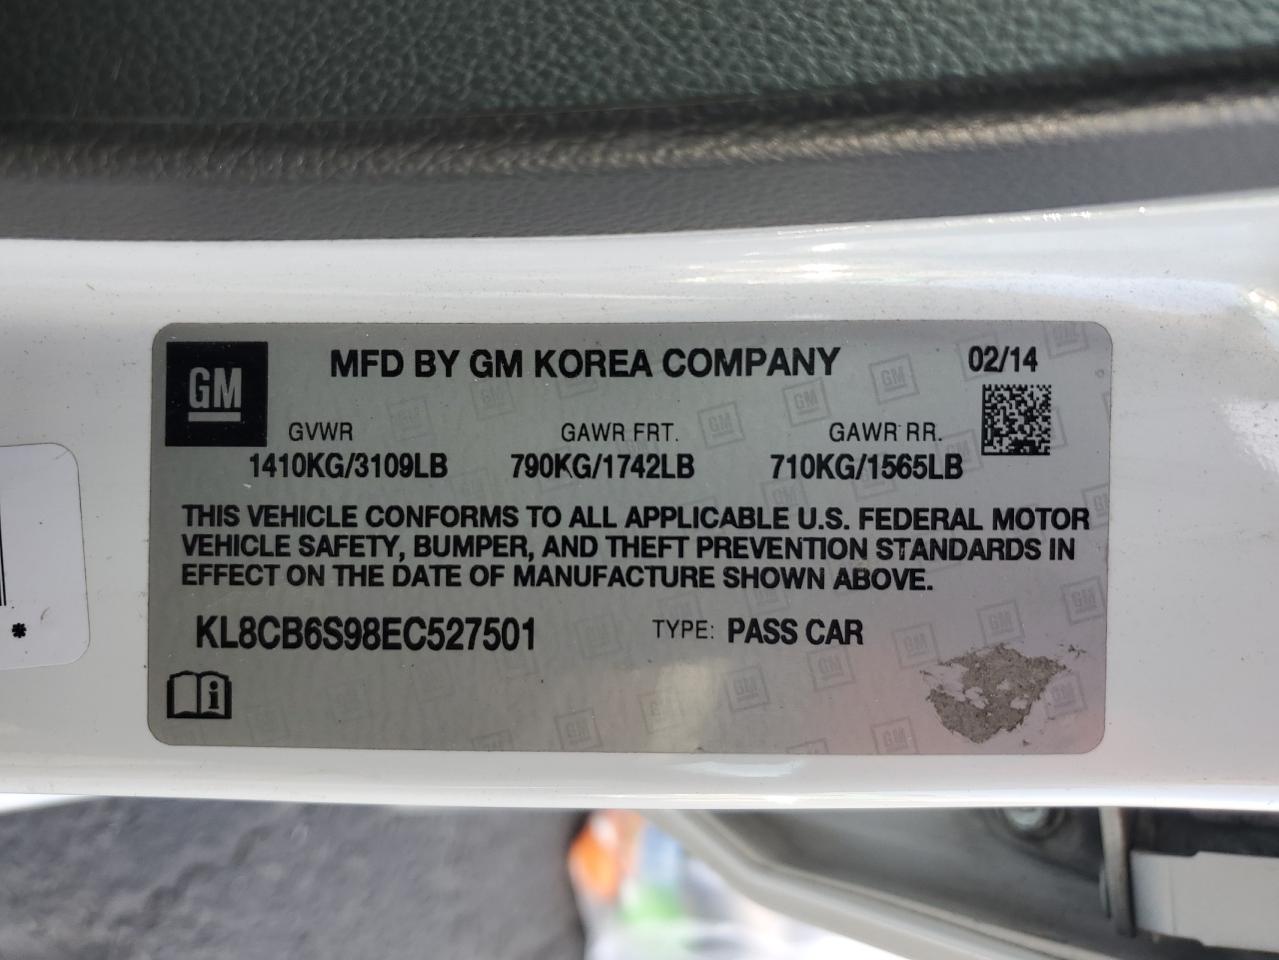 GM
MFD BY GM KOREA COMPANY 02/14
GVWR GAWR FRT. GAWR RR.
1410KG/3109LB 790KG/1742LB 710KG/1565LB
THIS VEHICLE CONFORMS TO ALL APPLICABLE U.S. FEDERAL MOTOR
VEHICLE SAFETY, BUMPER, AND THEFT PREVENTION STANDARDS IN
EFFECT ON THE DATE OF MANUFACTURE SHOWN ABOVE.
KL8CB6S98EC527501 TYPE: PASS CAR
i
*